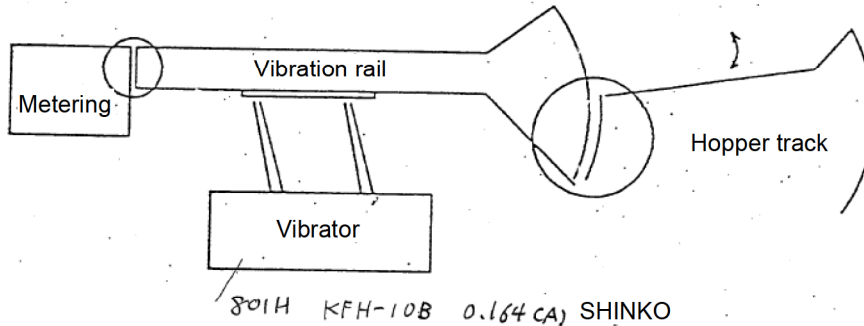 Vibration rail
Metering
Hopper track
Vibrator
801H KFH-10B 0.164 (A) SHINKO